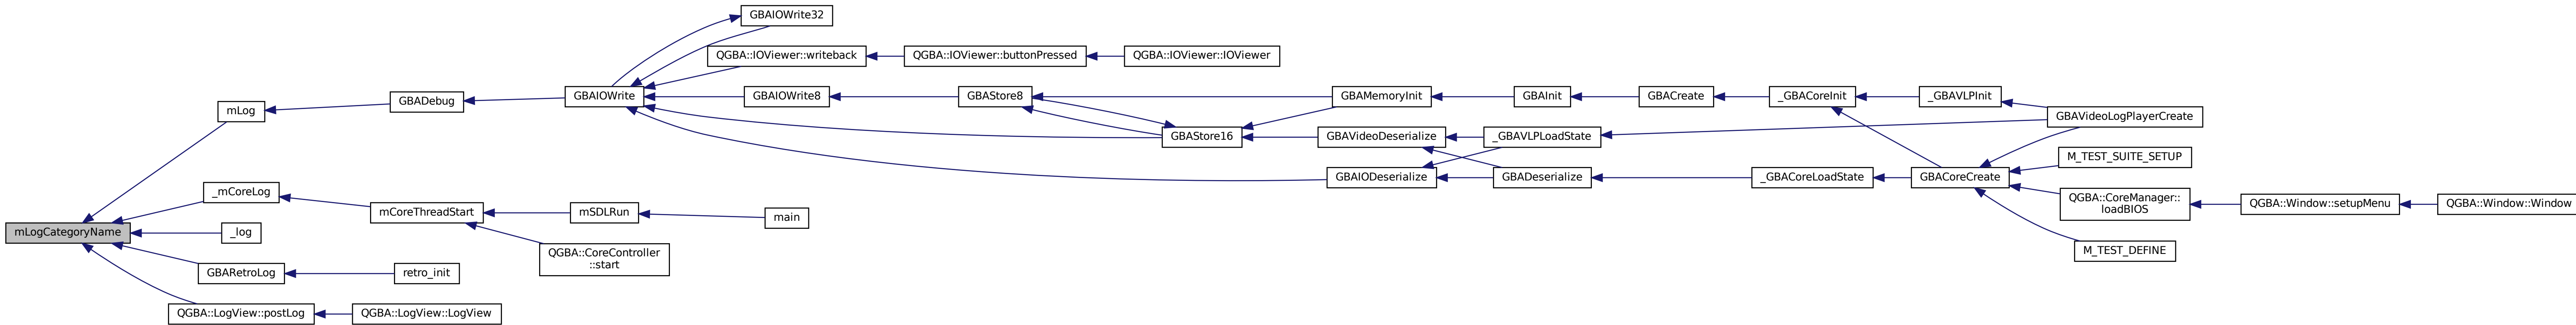 GBAIOWrite32
QGBA::IOViewer::writeback
QGBA::IOViewer::buttonPressed
QGBA::IOViewer::IOViewer
GBADebug
GBAIOWrite
GBAIOWrite8
GBAStore8
GBAMemoryInit
GBAInit
GBACreate
_GBACoreInit
_GBAVLPInit
mLog
GBAStore16
GBAVideoDeserialize
_GBAVLPLoadState
GBAVideoLogPlayerCreate
M_TEST_SUITE_SETUP
GBAIODeserialize
GBADeserialize
_GBACoreLoadState
GBACoreCreate
QGBA::CoreManager::
loadBIOS
QGBA::Window::setupMenu
QGBA::Window::Window
_mCoreLog
mCoreThreadStart
mSDLRun
main
mLogCategoryName
_log
M_TEST_DEFINE
QGBA::CoreController
::start
GBARetroLog
retro_init
QGBA::LogView::postLog
QGBA::LogView::LogView